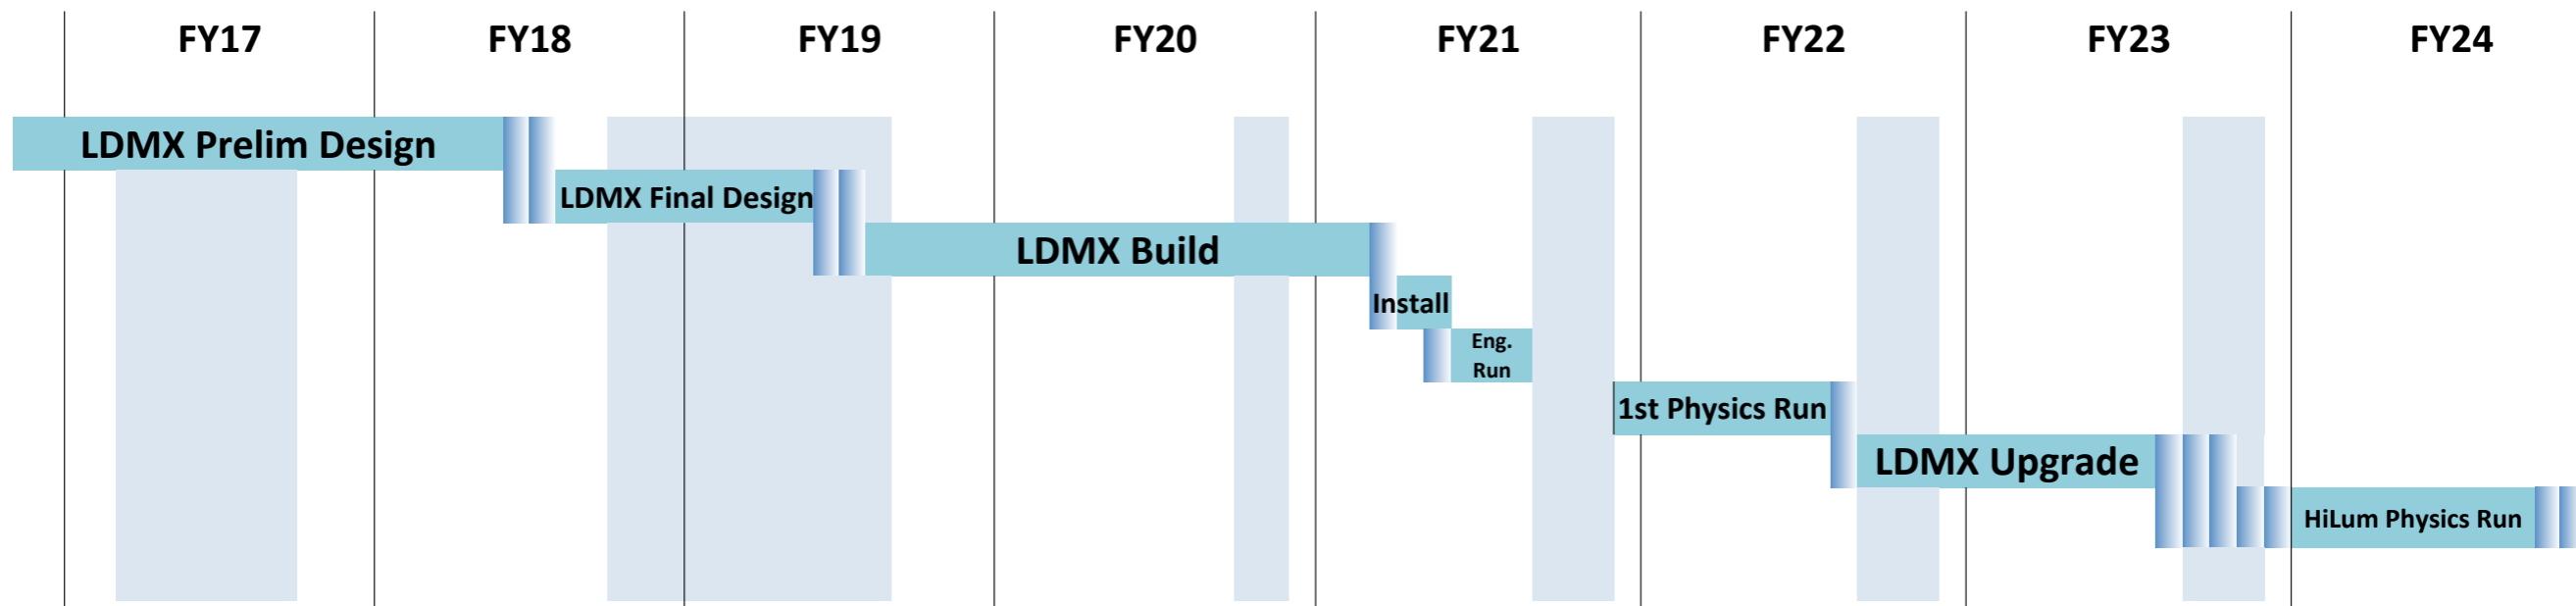 FY17 FY18 FY19 FY20 FY21 FY22 FY23 FY24
LDMX Prelim Design
LDMX Final Design
LDMX Build
Install
Eng.
Run
1st Physics Run
LDMX Upgrade
HiLum Physics Run